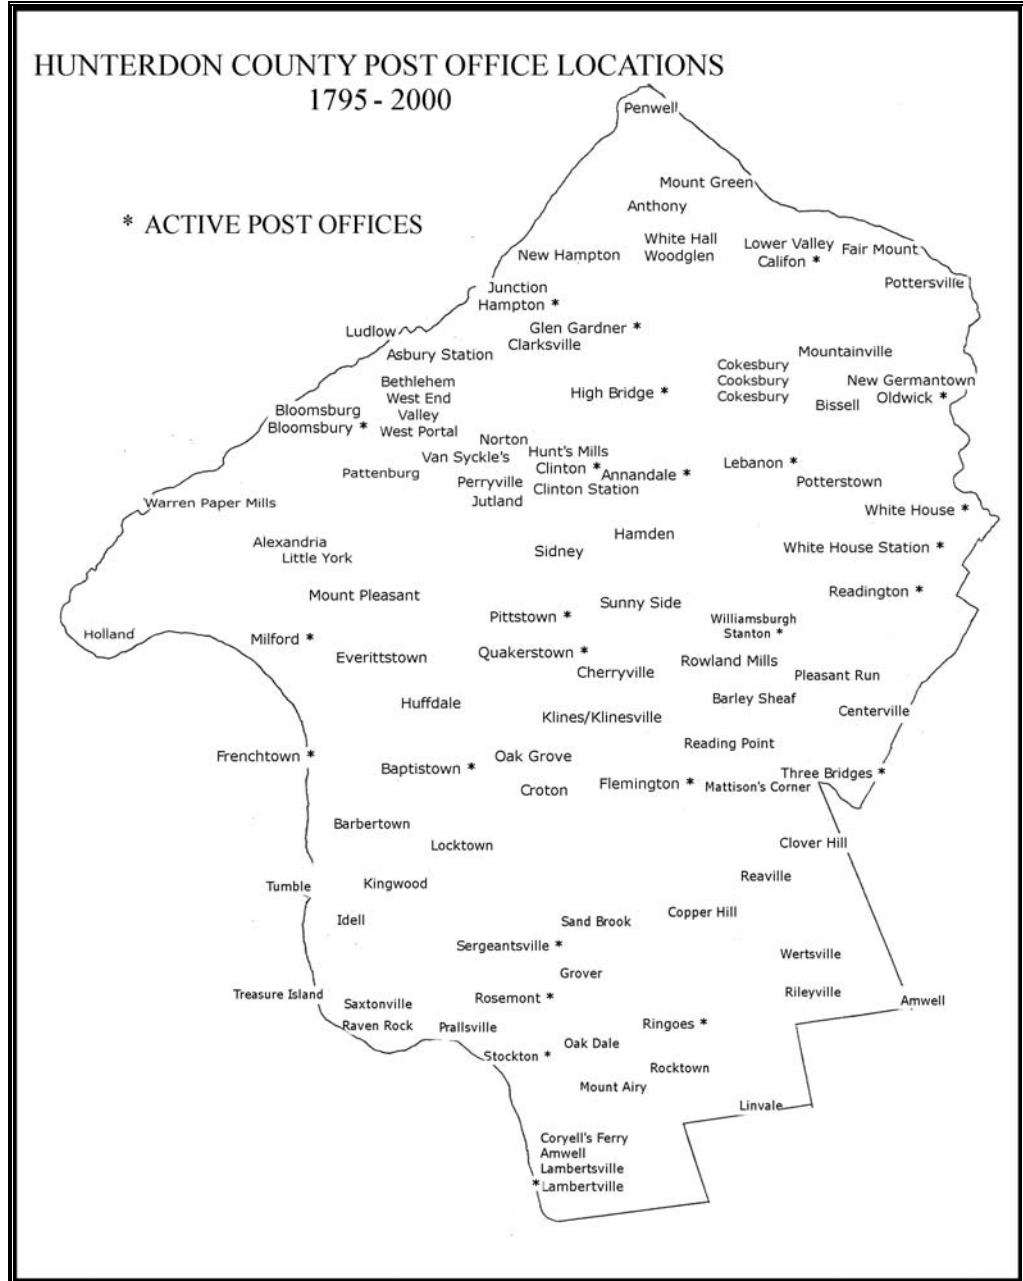 HUNTERDON COUNTY POST OFFICE LOCATIONS
1795 - 2000
Penwell
Mount Green
Anthony
* ACTIVE POST OFFICES
White Hall
Woodglen
Lower Valley
Califon *
Fair Mount
New Hampton
Pottersville
Junction
Hampton *
Glen Gardner *
Clarksville
Ludlow
Asbury Station
Mountainville
Cokesbury
Cooksbury
Cokesbury
Bethlehem
West End
Valley
West Portal
High Bridge *
New Germantown
Oldwick *
Bissell
Bloomsburg
Bloomsbury *
Norton
Van Syckle's
Hunt's Mills
Clinton *
Clinton Station
Annandale *
Lebanon *
Pattenburg
Perryville
Jutland
Potterstown
Warren Paper Mills
White House *
Hamden
Alexandria
Little York
Sidney
White House Station *
Mount Pleasant
Readington *
Sunny Side
Pittstown *
Williamsburgh
Stanton *
Holland
Milford *
Everittstown
Quakerstown *
Cherryville
Rowland Mills
Pleasant Run
Huffdale
Barley Sheaf
Centerville
Klines/Klinesville
Reading Point
Frenchtown *
Baptistown *
Oak Grove
Three Bridges *
Croton
Flemington *
Mattison's Corner
Barbertown
Locktown
Clover Hill
Tumble
Kingwood
Reaville
Idell
Sand Brook
Copper Hill
Sergeantsville *
Wertsville
Grover
Treasure Island
Saxtonville
Rosemont *
Rileyville
Amwell
Raven Rock
Prallsville
Ringoes *
Stockton *
Oak Dale
Rocktown
Mount Airy
Linvale
Coryell's Ferry
Amwell
Lambertsville
*Lambertville